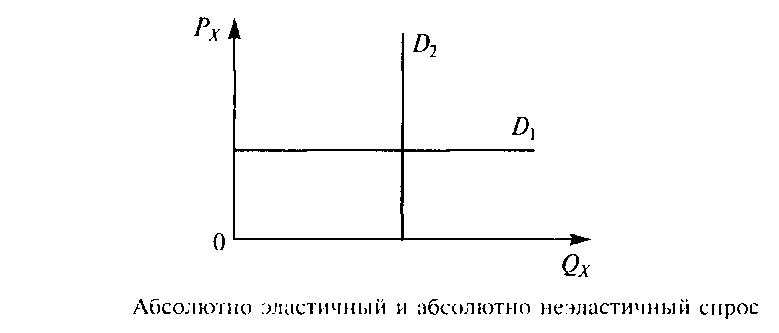 P_X
D_2
D_1
0
Q_X
Абсолютно эластичный и абсолютно неэластичный спрос